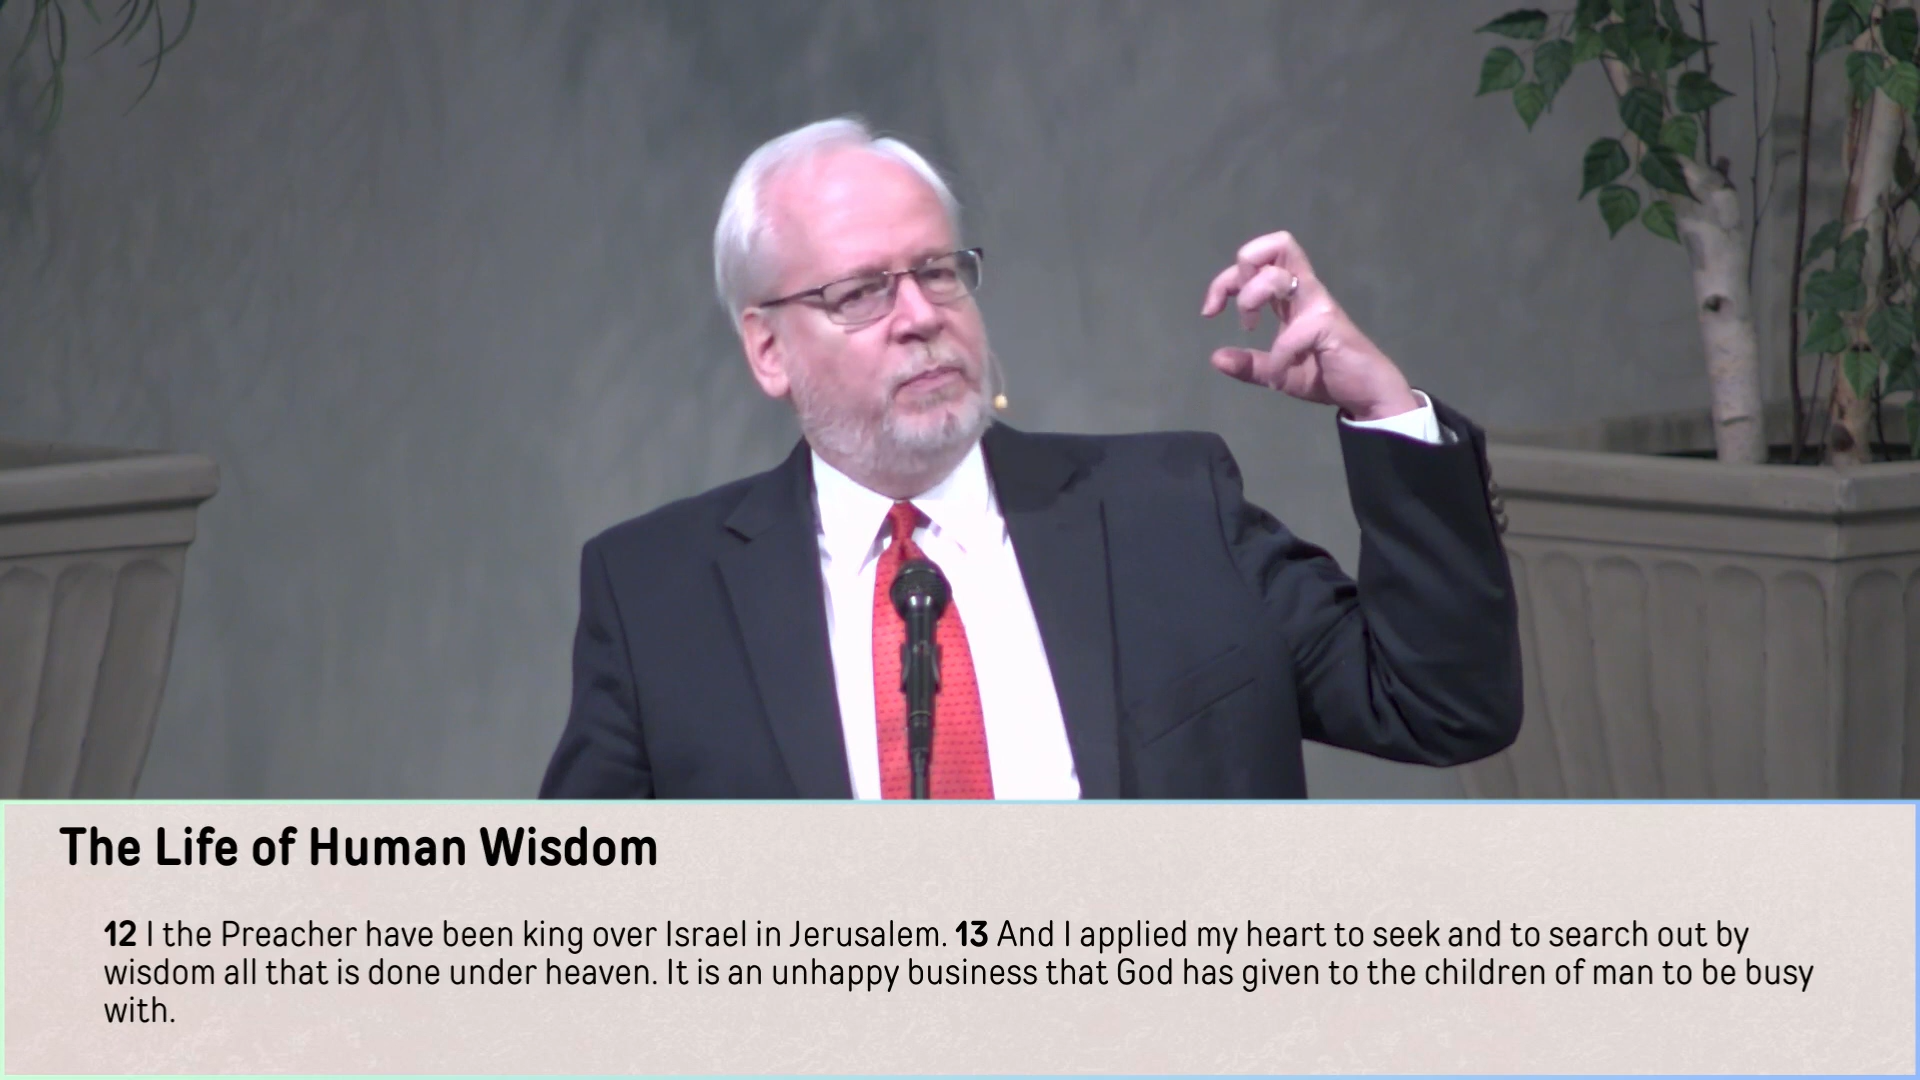 The Life of Human Wisdom
12 I the Preacher have been king over Israel in Jerusalem. 13 And I applied my heart to seek and to search out by
wisdom all that is done under heaven. It is an unhappy business that God has given to the children of man to be busy
with.